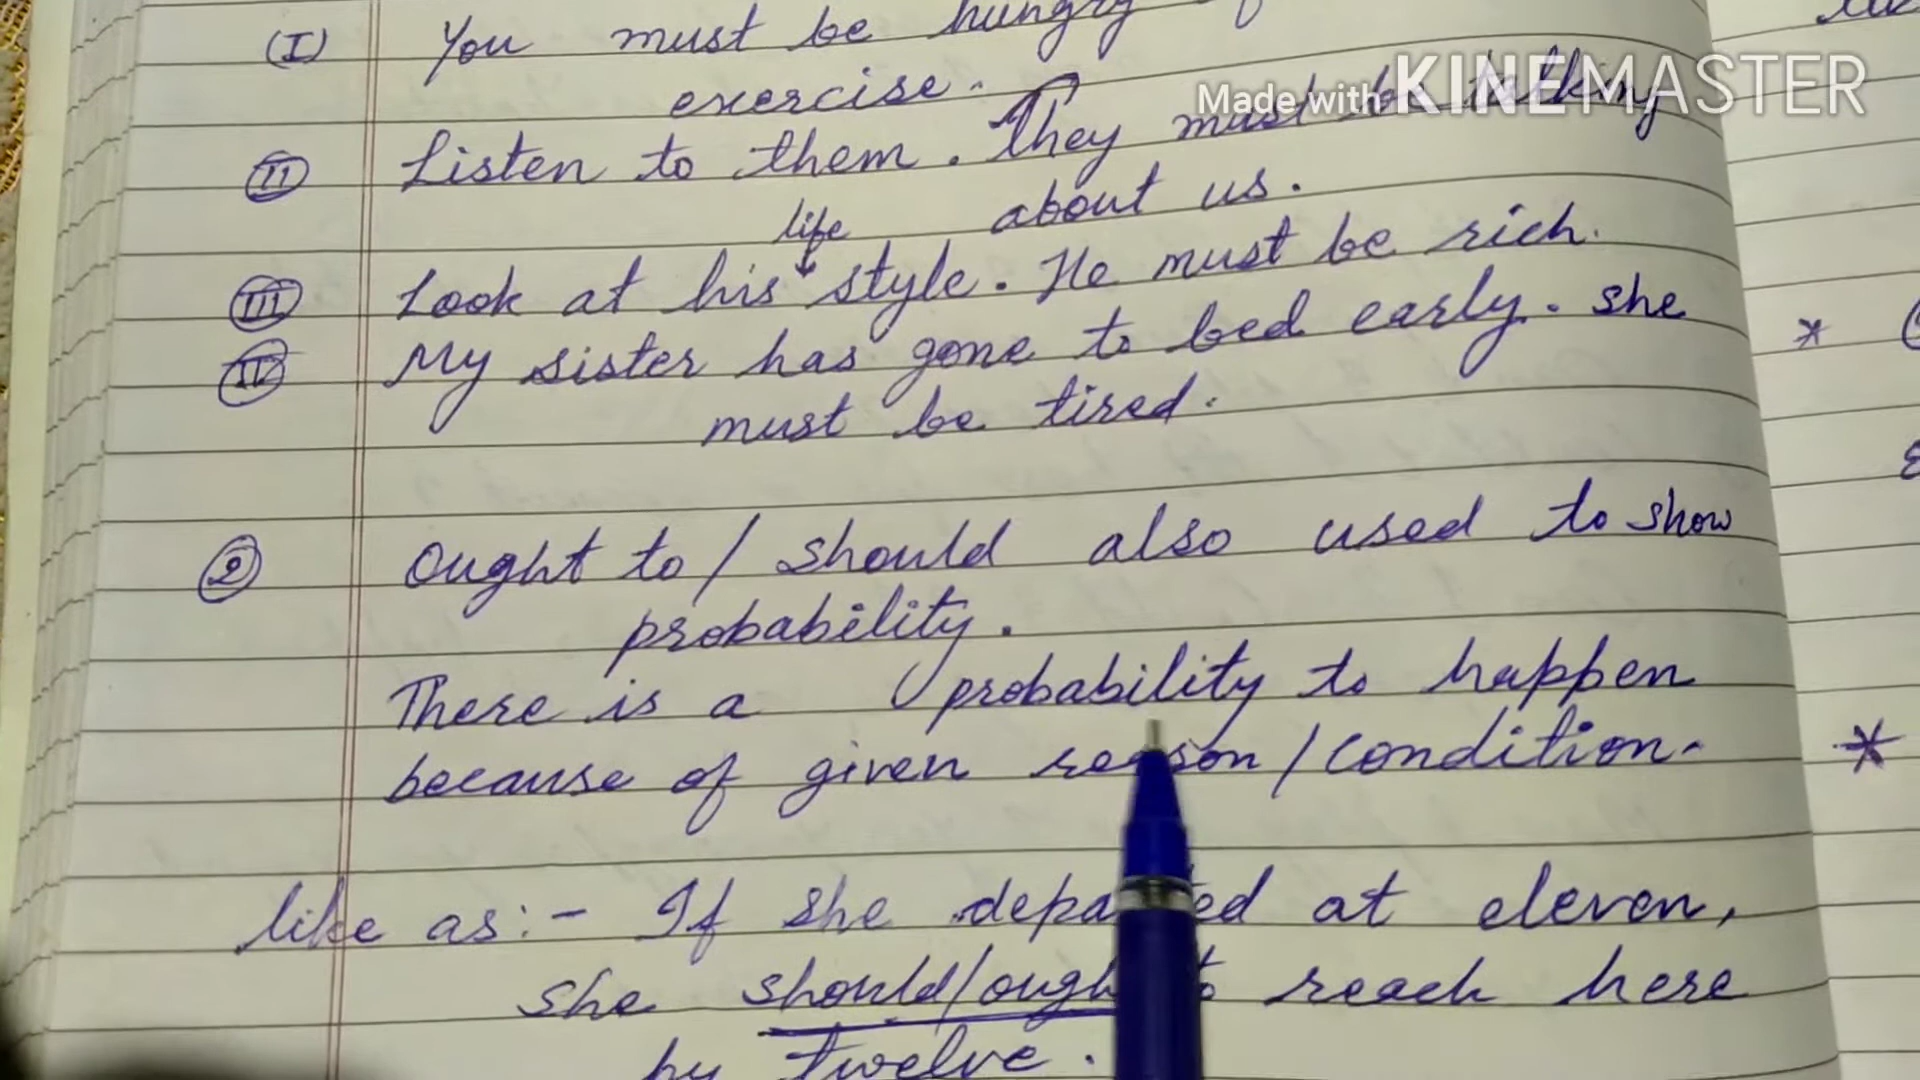 (I) You must be hungry
exercise.
Made with KINEMASTER
(II) Listen to them. They must be talking
about us.
life
(III) Look at his style. He must be rich.
(IV) My sister has gone to bed early. She
must be tired.
(2) Ought to / should also used to show
probability.
There is a probability to happen
because of given reason / condition.
like as:- If she departed at eleven,
she should/ought to reach here
by twelve.